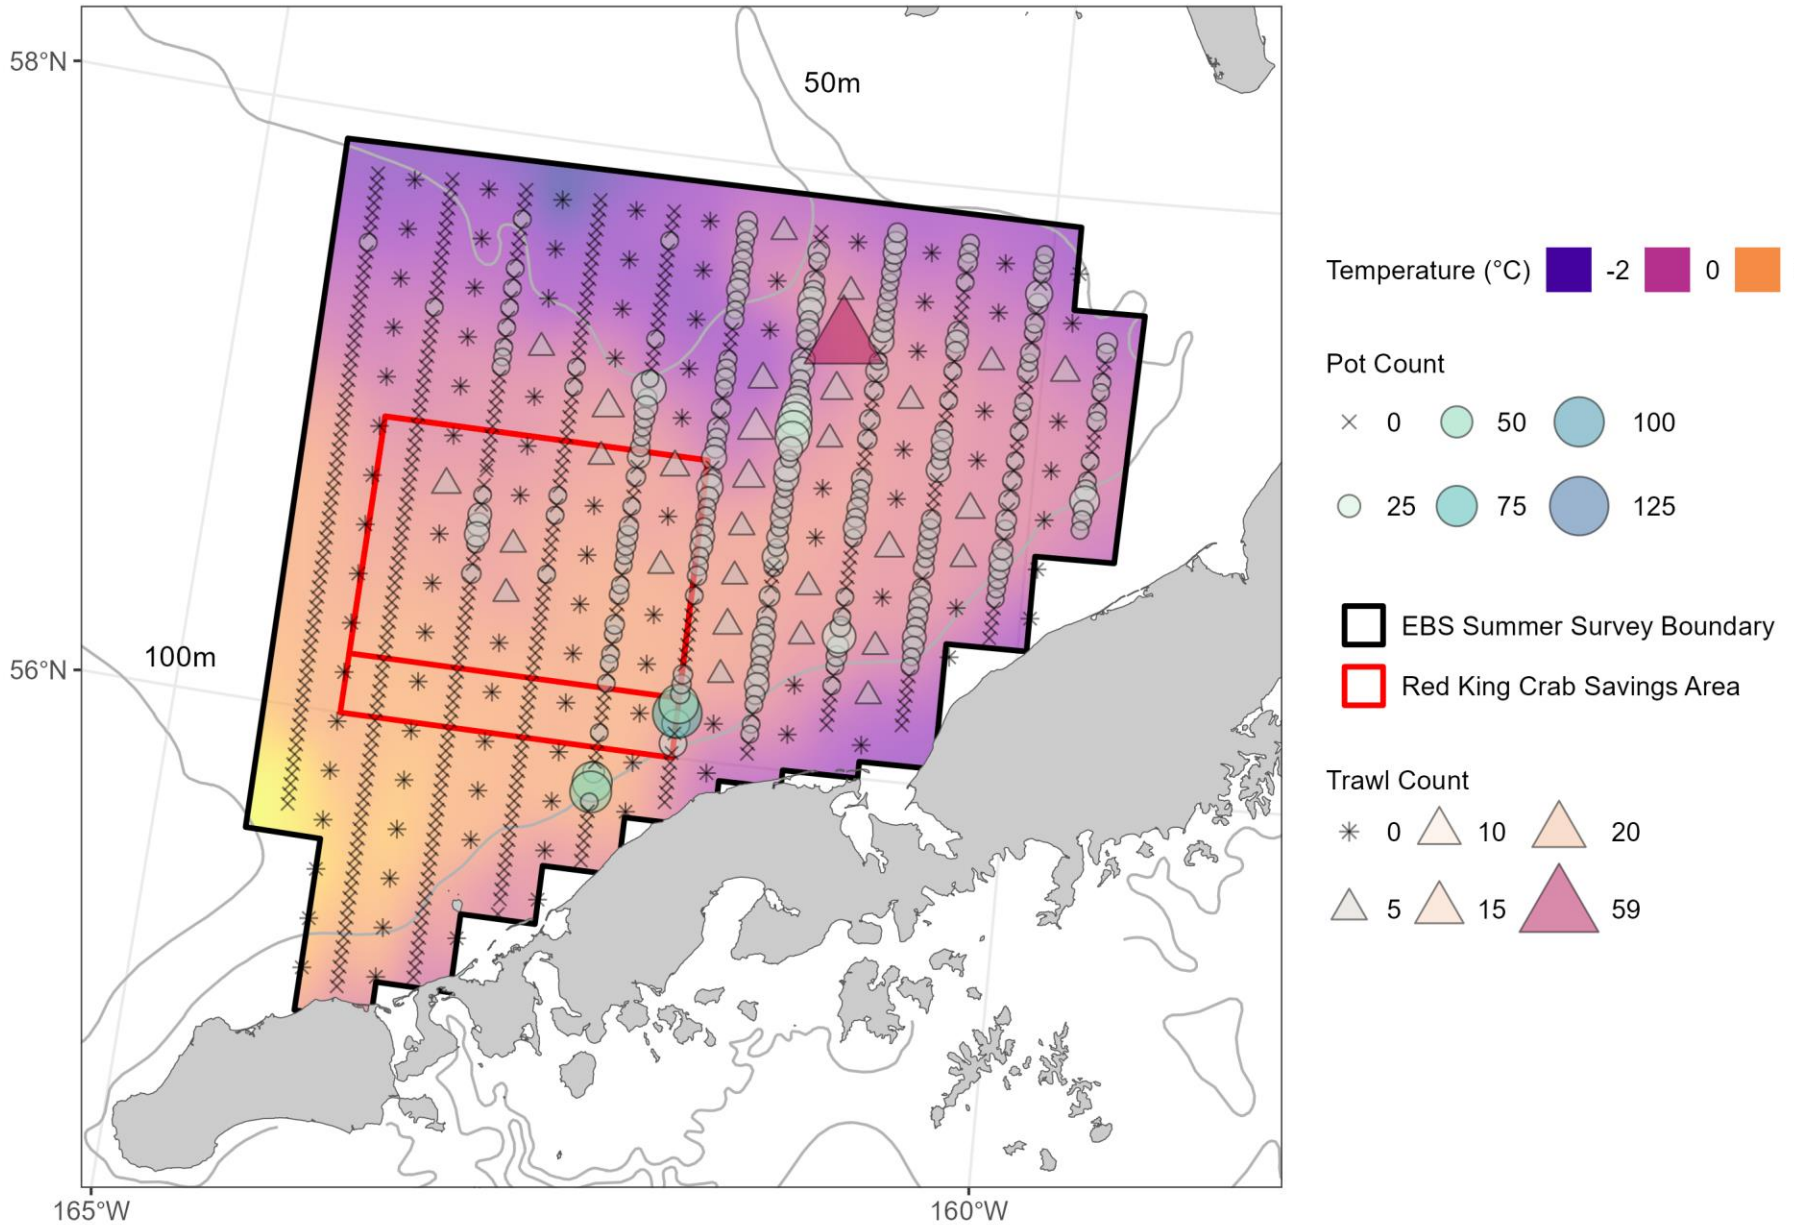 58°N
50m
100m
56°N
165°W
160°W
Temperature (°C) -2 0
Pot Count
0 50 100
25 75 125
EBS Summer Survey Boundary
Red King Crab Savings Area
Trawl Count
0 10 20
5 15 59